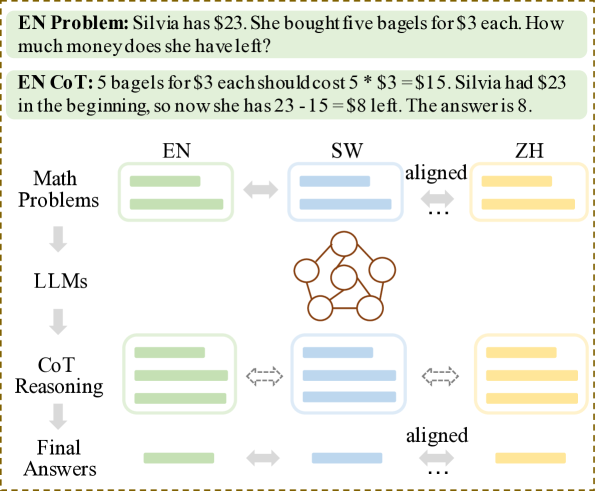 EN Problem: Silvia has $23. She bought five bagels for $3 each. How
much money does she have left?
EN CoT: 5 bagels for $3 each should cost 5 * $3 = $15. Silvia had $23
in the beginning, so now she has 23 - 15 = $8 left. The answer is 8.
EN
SW
ZH
Math
Problems
aligned
...
LLMs
CoT
Reasoning
Final
Answers
aligned
...